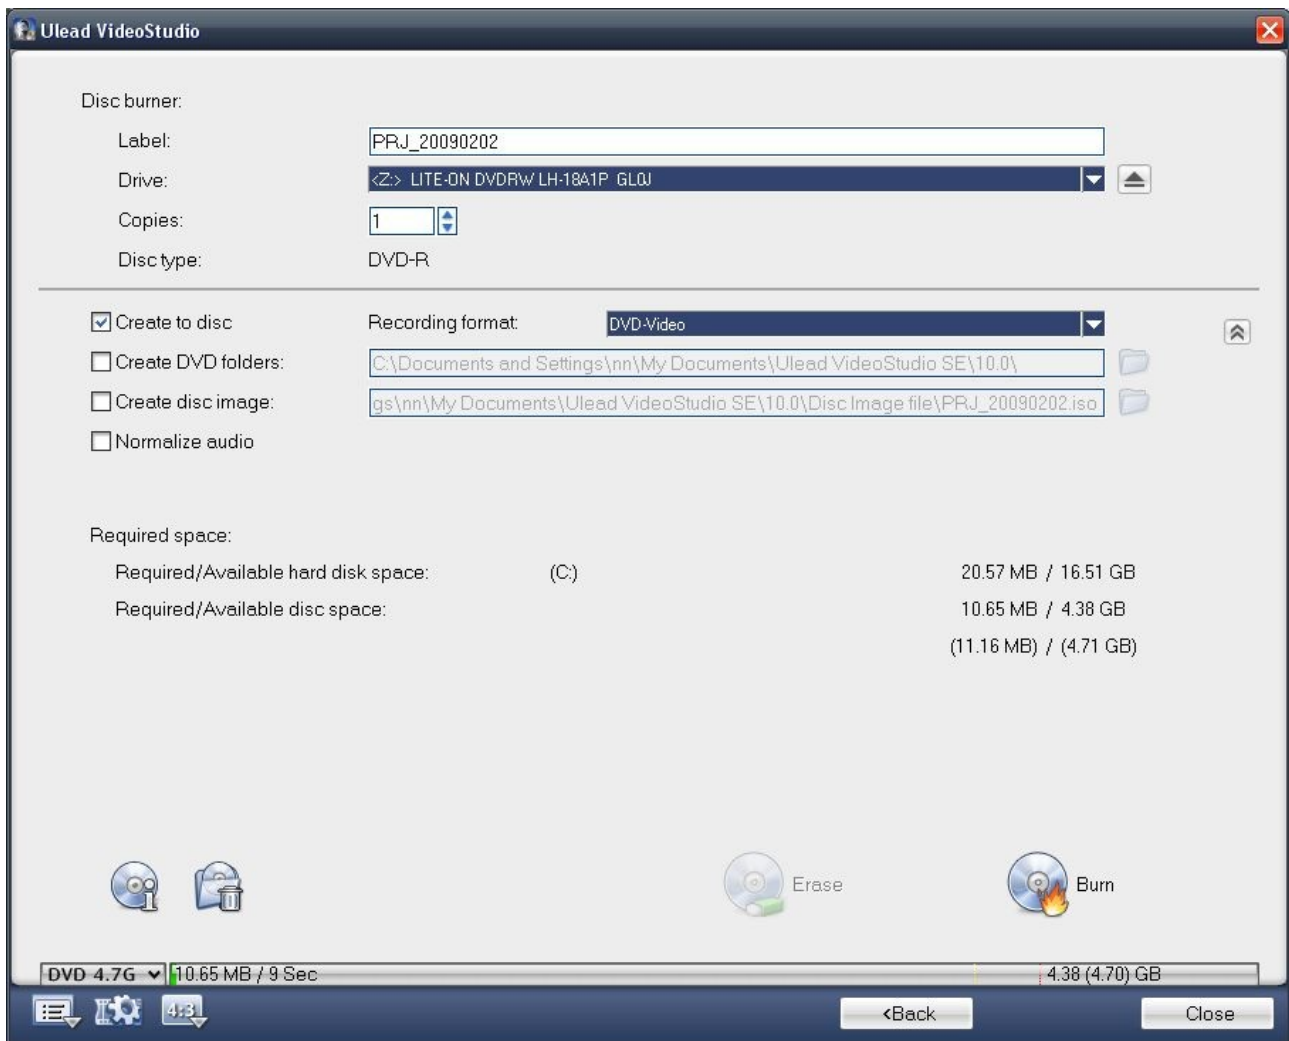 Ulead VideoStudio
Disc burner:
Label: PRJ_20090202
Drive: <Z:> LITE-ON DVDRW LH-18A1P GL0J
Copies: 1
Disc type: DVD-R
Create to disc Recording format: DVD-Video
Create DVD folders: C:\Documents and Settings\nn\My Documents\Ulead VideoStudio SE\10.0\
Create disc image: gs\nn\My Documents\Ulead VideoStudio SE\10.0\Disc Image file\PRJ_20090202.iso
Normalize audio
Required space:
Required/Available hard disk space: (C:) 20.57 MB / 16.51 GB
Required/Available disc space: 10.65 MB / 4.38 GB
(11.16 MB) / (4.71 GB)
Erase Burn
DVD 4.7G 10.65 MB / 9 Sec 4.38 (4.70) GB
4:3 <Back Close